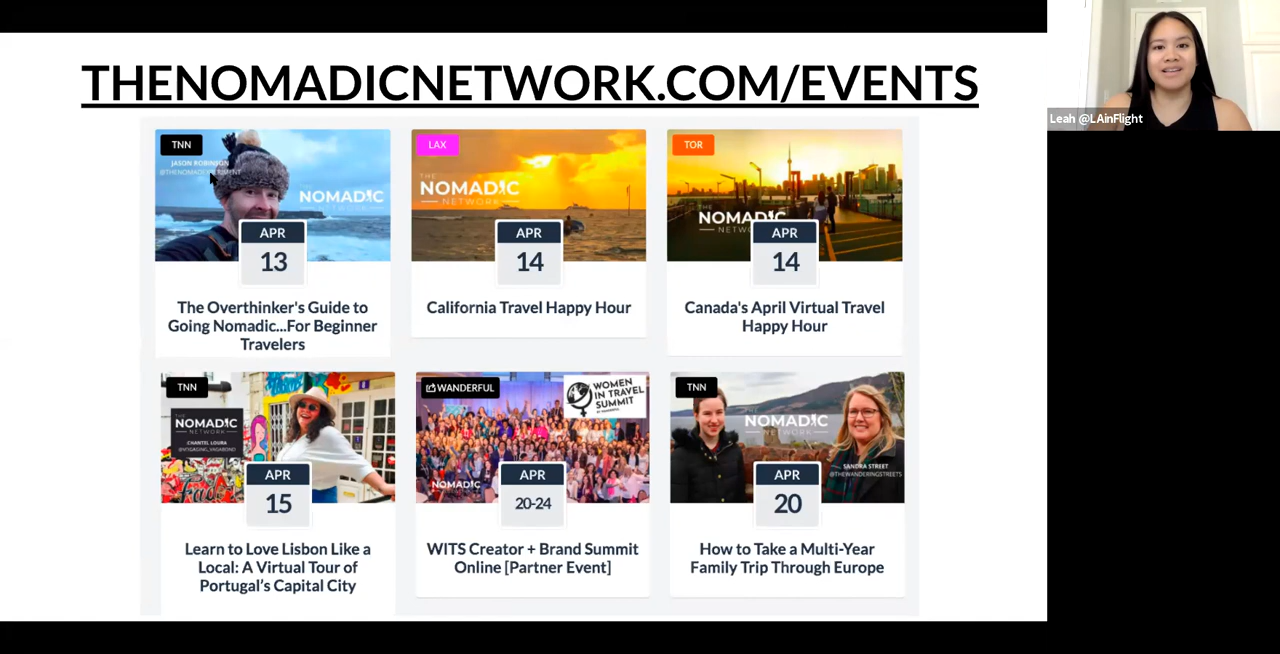 THENOMADICNETWORK.COM/EVENTS
Leah @LAinFlight
TNN
JASON ROBINSON
THE
NOMADIC
NETWORK
APR
13
The Overthinker's Guide to
Going Nomadic...For Beginner
Travelers
LAX
THE
NOMADIC
NETWORK
APR
14
California Travel Happy Hour
TOR
THE
NOMADIC
APR
14
Canada's April Virtual Travel
Happy Hour
TNN
THE
NOMADIC
NETWORK
CHANTEL LOURA
@ENGAGING_VAGABOND
APR
15
Learn to Love Lisbon Like a
Local: A Virtual Tour of
Portugal's Capital City
WANDERFUL
WOMEN
IN TRAVEL
SUMMIT
NOMADIC
APR
20-24
WITS Creator + Brand Summit
Online [Partner Event]
TNN
THE
NOMADIC
NETWORK
SANDRA STREET
@THEWANDERINGSTREETS
APR
20
How to Take a Multi-Year
Family Trip Through Europe